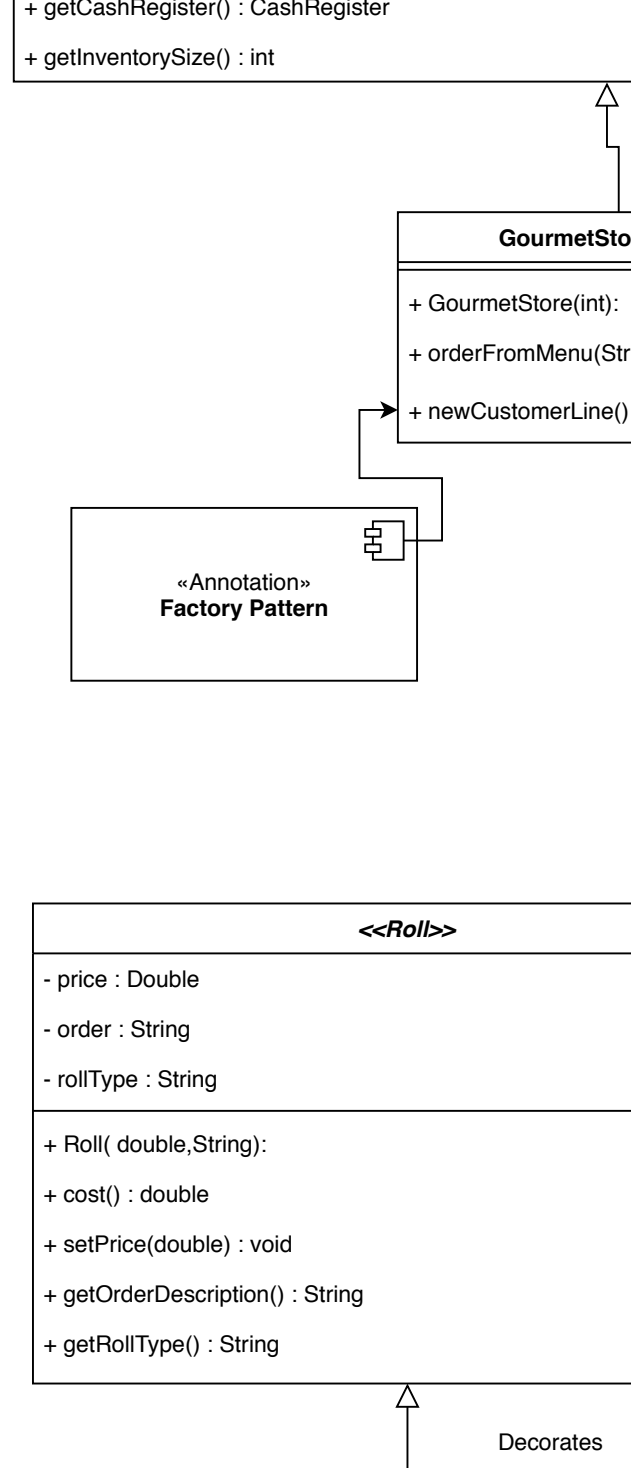 + getCashRegister() : CashRegister
+ getInventorySize() : int
GourmetSto
+ GourmetStore(int):
+ orderFromMenu(Str
+ newCustomerLine()
«Annotation»
Factory Pattern
<<Roll>>
- price : Double
- order : String
- rollType : String
+ Roll( double,String):
+ cost() : double
+ setPrice(double) : void
+ getOrderDescription() : String
+ getRollType() : String
Decorates